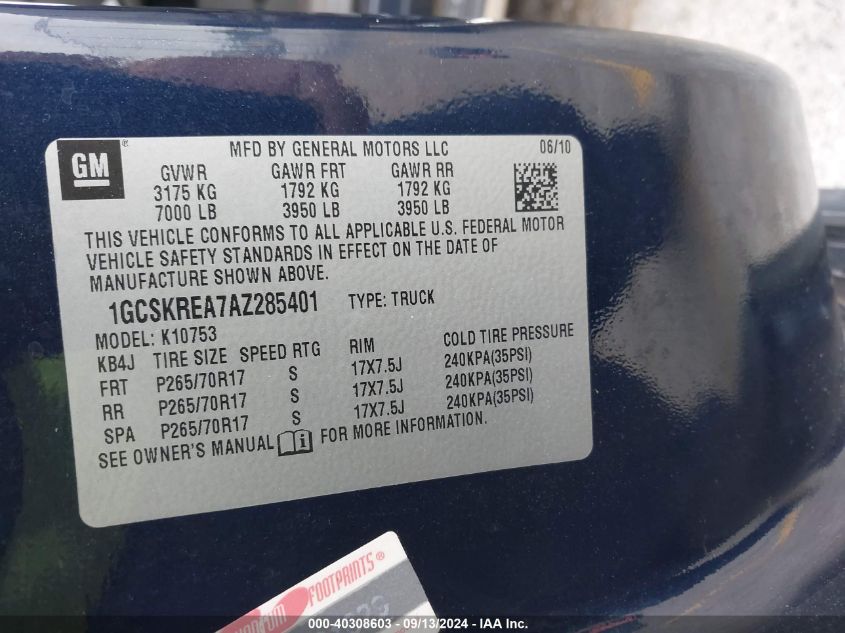 GM
MFD BY GENERAL MOTORS LLC 06/10
GVWR GAWR FRT GAWR RR
3175 KG 1792 KG 1792 KG
7000 LB 3950 LB 3950 LB
THIS VEHICLE CONFORMS TO ALL APPLICABLE U.S. FEDERAL MOTOR
VEHICLE SAFETY STANDARDS IN EFFECT ON THE DATE OF
MANUFACTURE SHOWN ABOVE.
1GCSKREA7AZ285401 TYPE: TRUCK
MODEL: K10753
KB4J TIRE SIZE SPEED RTG RIM COLD TIRE PRESSURE
FRT P265/70R17 S 17X7.5J 240KPA(35PSI)
RR P265/70R17 S 17X7.5J 240KPA(35PSI)
SPA P265/70R17 S 17X7.5J 240KPA(35PSI)
SEE OWNER'S MANUAL FOR MORE INFORMATION.
FOOTPRINTS®
000-40308603 - 09/13/2024 - IAA Inc.